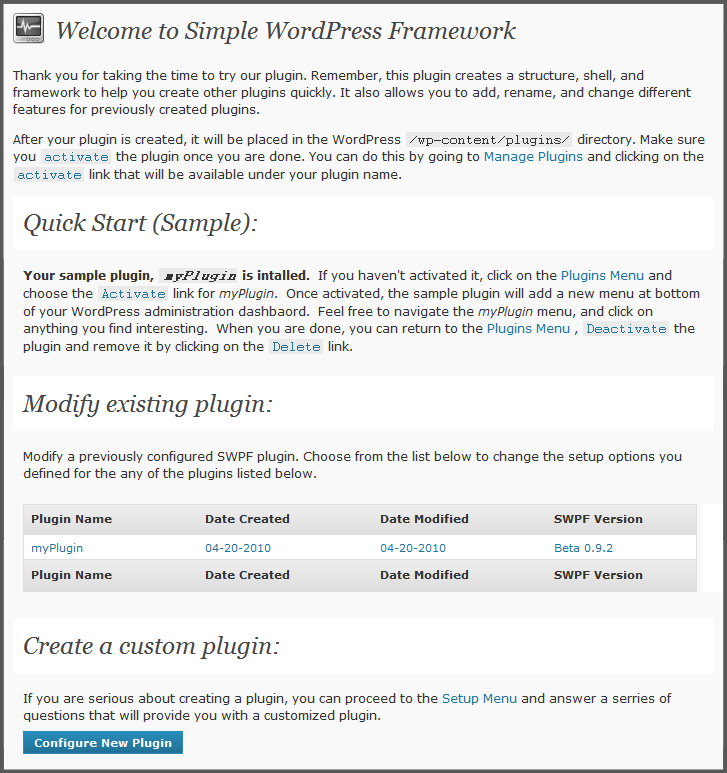 Welcome to Simple WordPress Framework
Thank you for taking the time to try our plugin. Remember, this plugin creates a structure, shell, and
framework to help you create other plugins quickly. It also allows you to add, rename, and change different
features for previously created plugins.
After your plugin is created, it will be placed in the WordPress /wp-content/plugins/ directory. Make sure
you activate the plugin once you are done. You can do this by going to Manage Plugins and clicking on the
activate link that will be available under your plugin name.
Quick Start (Sample):
Your sample plugin, myPlugin is intalled. If you haven't activated it, click on the Plugins Menu and
choose the Activate link for myPlugin. Once activated, the sample plugin will add a new menu at bottom
of your WordPress administration dashbaord. Feel free to navigate the myPlugin menu, and click on
anything you find interesting. When you are done, you can return to the Plugins Menu , Deactivate the
plugin and remove it by clicking on the Delete link.
Modify existing plugin:
Modify a previously configured SWPF plugin. Choose from the list below to change the setup options you
defined for the any of the plugins listed below.
Plugin Name Date Created Date Modified SWPF Version
myPlugin 04-20-2010 04-20-2010 Beta 0.9.2
Plugin Name Date Created Date Modified SWPF Version
Create a custom plugin:
If you are serious about creating a plugin, you can proceed to the Setup Menu and answer a serries of
questions that will provide you with a customized plugin.
Configure New Plugin